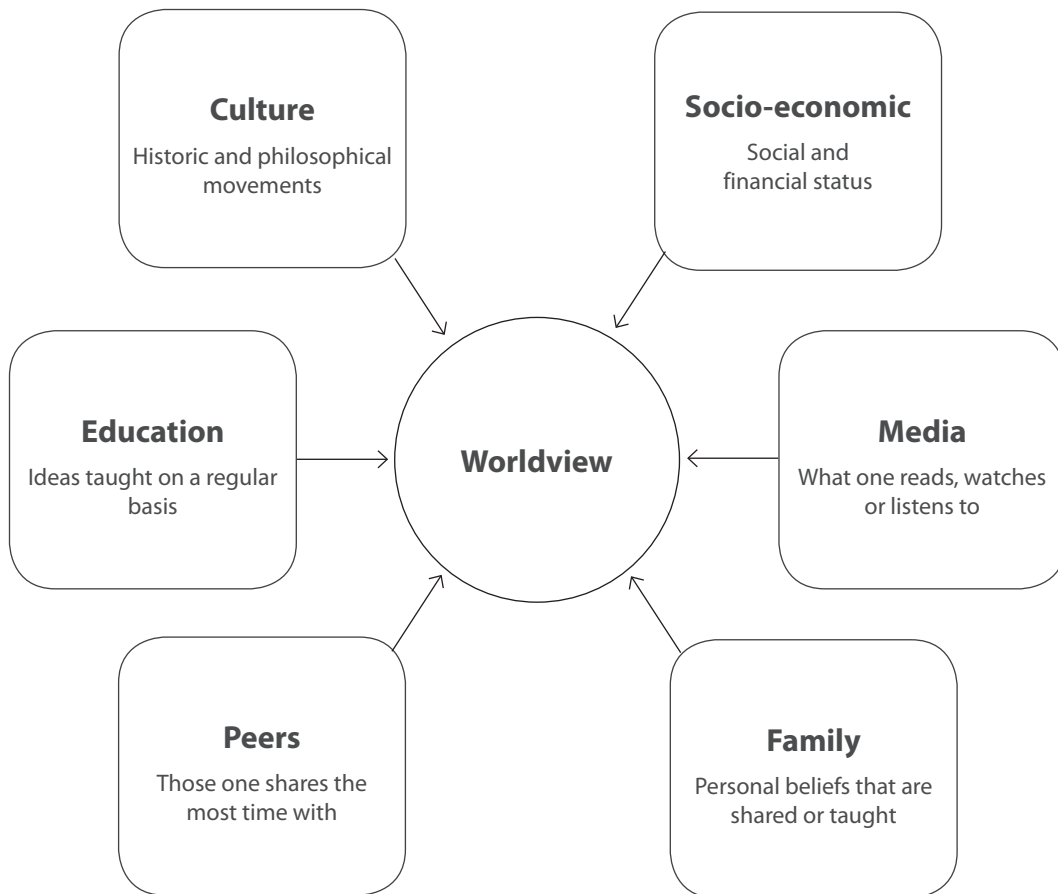 Culture
Historic and philosophical
movements
Socio-economic
Social and
financial status
Education
Ideas taught on a regular
basis
Worldview
Media
What one reads, watches
or listens to
Peers
Those one shares the
most time with
Family
Personal beliefs that are
shared or taught